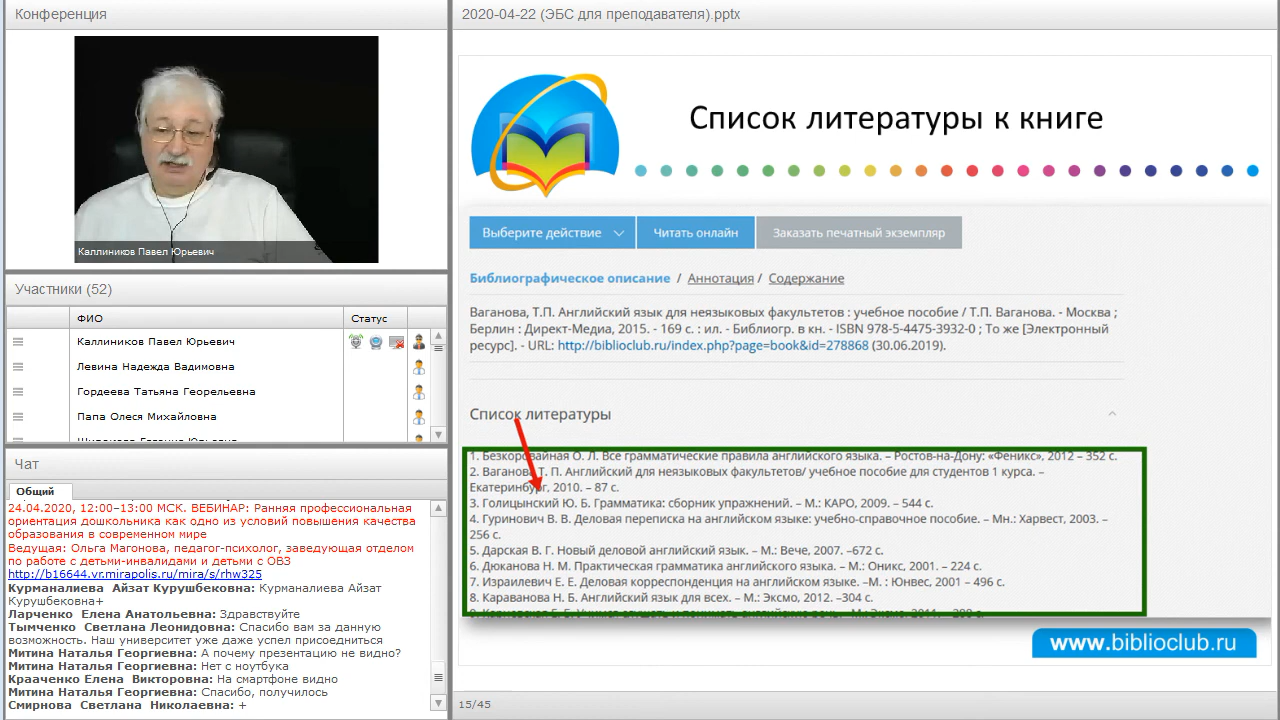 Конференция
Каллиников Павел Юрьевич
Участники (52)
ФИО
Статус
Каллиников Павел Юрьевич
Левина Надежда Вадимовна
Гордеева Татьяна Георельевна
Папа Олеся Михайловна
Чат
Общий
24.04.2020, 12:00–13:00 МСК. ВЕБИНАР: Ранняя профессиональная
ориентация дошкольника как одно из условий повышения качества
образования в современном мире
Ведущая: Ольга Магонова, педагог-психолог, заведующая отделом
по работе с детьми-инвалидами и детьми с ОВЗ
http://b16644.vr.mirapolis.ru/mira/s/rhw325
Курманалиева Айзат Курушбековна: Курманалиева Айзат
Курушбековна+
Ларченко Елена Анатольевна: Здравствуйте
Тымченко Светлана Леонидовна: Спасибо вам за данную
возможность. Наш университет уже даже успел присоедниться
Митина Наталья Георгиевна: А почему презентацию не видно?
Митина Наталья Георгиевна: Нет с ноутбука
Крааченко Елена Викторовна: На смартфоне видно
Митина Наталья Георгиевна: Спасибо, получилось
Смирнова Светлана Николаевна: +
2020-04-22 (ЭБС для преподавателя).pptx
Список литературы к книге
Выберите действие
Читать онлайн
Заказать печатный экземпляр
Библиографическое описание / Аннотация / Содержание
Ваганова, Т.П. Английский язык для неязыковых факультетов : учебное пособие / Т.П. Ваганова. - Москва ;
Берлин : Директ-Медиа, 2015. - 169 с. : ил. - Библиогр. в кн. - ISBN 978-5-4475-3932-0 ; То же [Электронный
ресурс]. - URL: http://biblioclub.ru/index.php?page=book&id=278868 (30.06.2019).
Список литературы
1. Безкоровайная О. Л. Все грамматические правила английского языка. – Ростов-на-Дону: «Феникс», 2012 – 352 с.
2. Ваганова Т. П. Английский для неязыковых факультетов/ учебное пособие для студентов 1 курса. –
Екатеринбург, 2010. – 87 с.
3. Голицынский Ю. Б. Грамматика: сборник упражнений. – М.: КАРО, 2009. – 544 с.
4. Гуринович В. В. Деловая переписка на английском языке: учебно-справочное пособие. – Мн.: Харвест, 2003. –
256 с.
5. Дарская В. Г. Новый деловой английский язык. – М.: Вече, 2007. –672 с.
6. Дюканова Н. М. Практическая грамматика английского языка. – М.: Оникс, 2001. – 224 с.
7. Израилевич Е. Е. Деловая корреспонденция на английском языке. –М. : Юнвес, 2001 – 496 с.
8. Караванова Н. Б. Английский язык для всех. – М.: Эксмо, 2012. –304 с.
www.biblioclub.ru
15/45